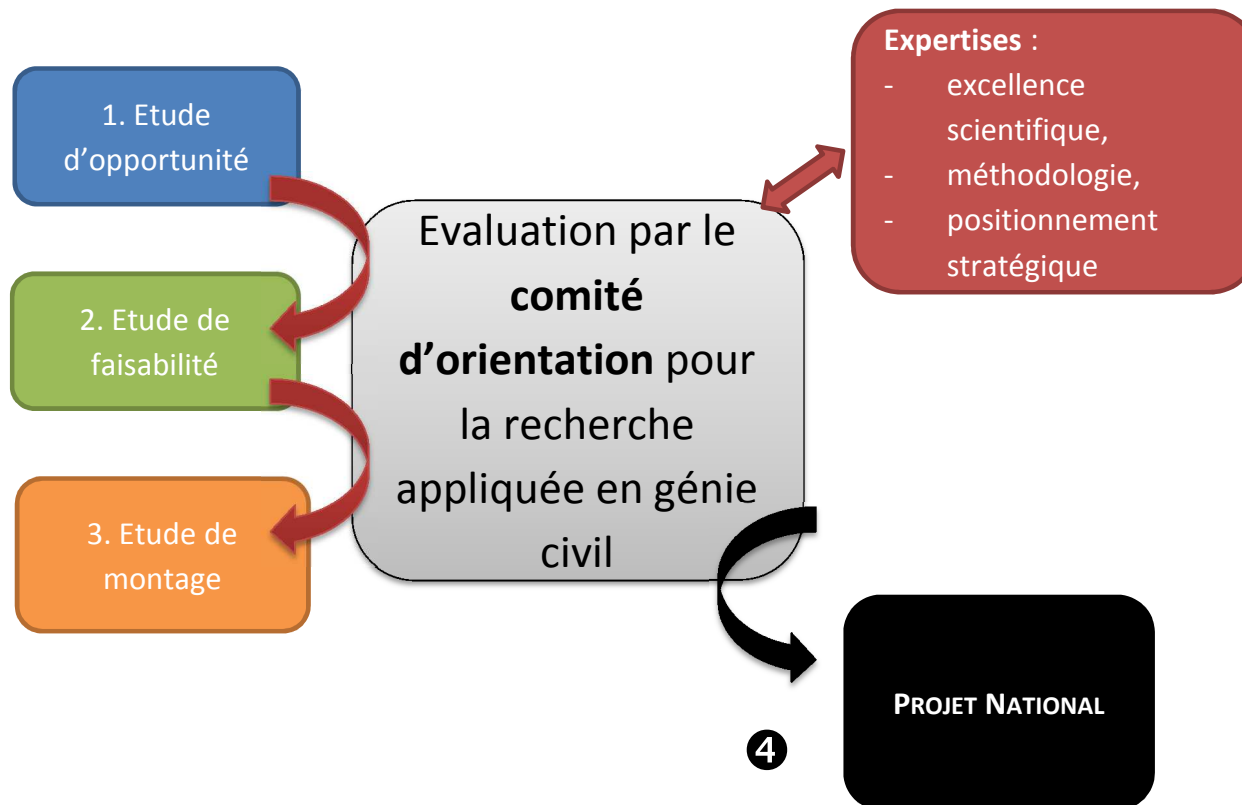 1. Etude
d’opportunité
2. Etude de
faisabilité
3. Etude de
montage
Evaluation par le
comité
d’orientation pour
la recherche
appliquée en génie
civil
Expertises :
- excellence
scientifique,
- méthodologie,
- positionnement
stratégique
PROJET NATIONAL
❹